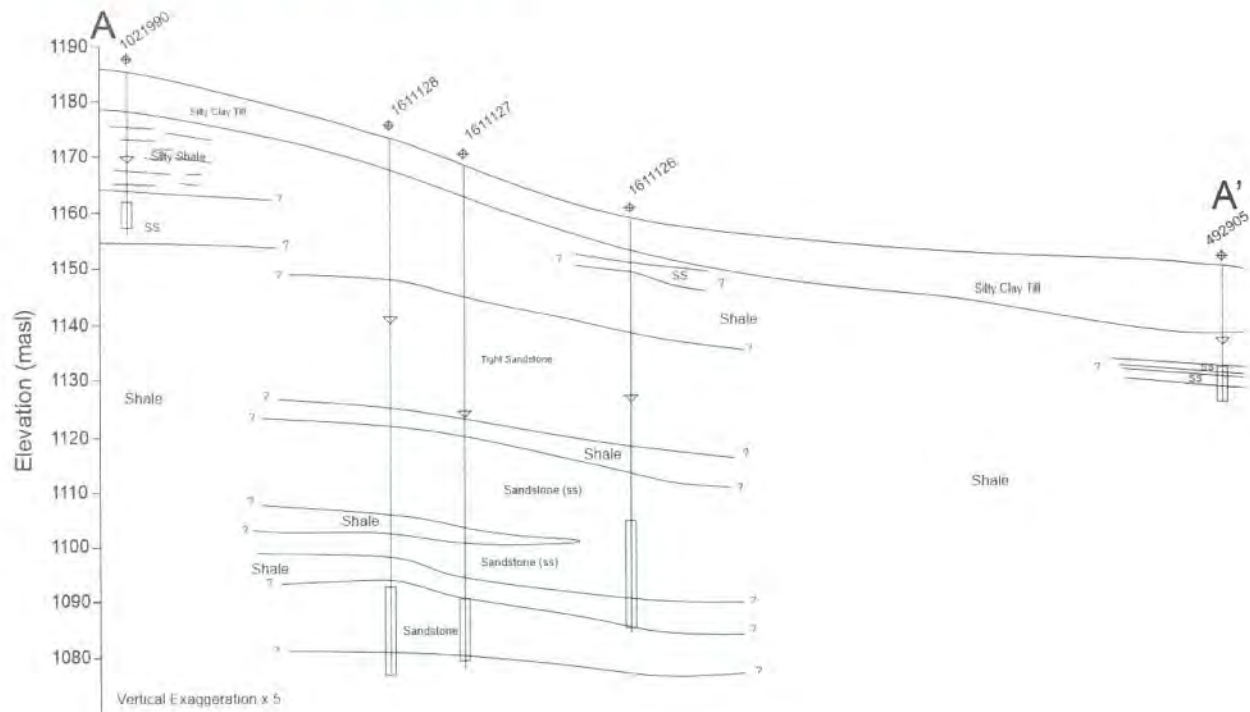 A
1021990
1190
1611128
1180
Silty Clay Till
1611127
1170
Silty Shale
?
1611126
A'
492905
1160
SS
?
1150
?
?
SS
?
Silty Clay Till
1140
Shale
?
Tight Sandstone
?
SS
SS
1130
Shale
?
Elevation (masl)
1120
?
Shale
?
1110
Sandstone (ss)
?
Shale
?
Shale
1100
?
Sandstone (ss)
Shale
1090
?
?
Sandstone
?
1080
?
?
Vertical Exaggeration x 5